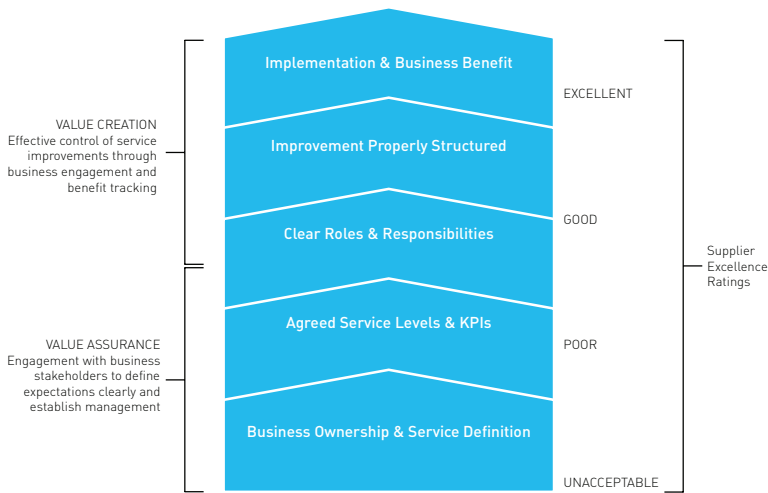 Implementation & Business Benefit
EXCELLENT
VALUE CREATION
Effective control of service
improvements through
business engagement and
benefit tracking
Improvement Properly Structured
GOOD
Clear Roles & Responsibilities
Supplier
Excellence
Ratings
Agreed Service Levels & KPIs
POOR
VALUE ASSURANCE
Engagement with business
stakeholders to define
expectations clearly and
establish management
Business Ownership & Service Definition
UNACCEPTABLE